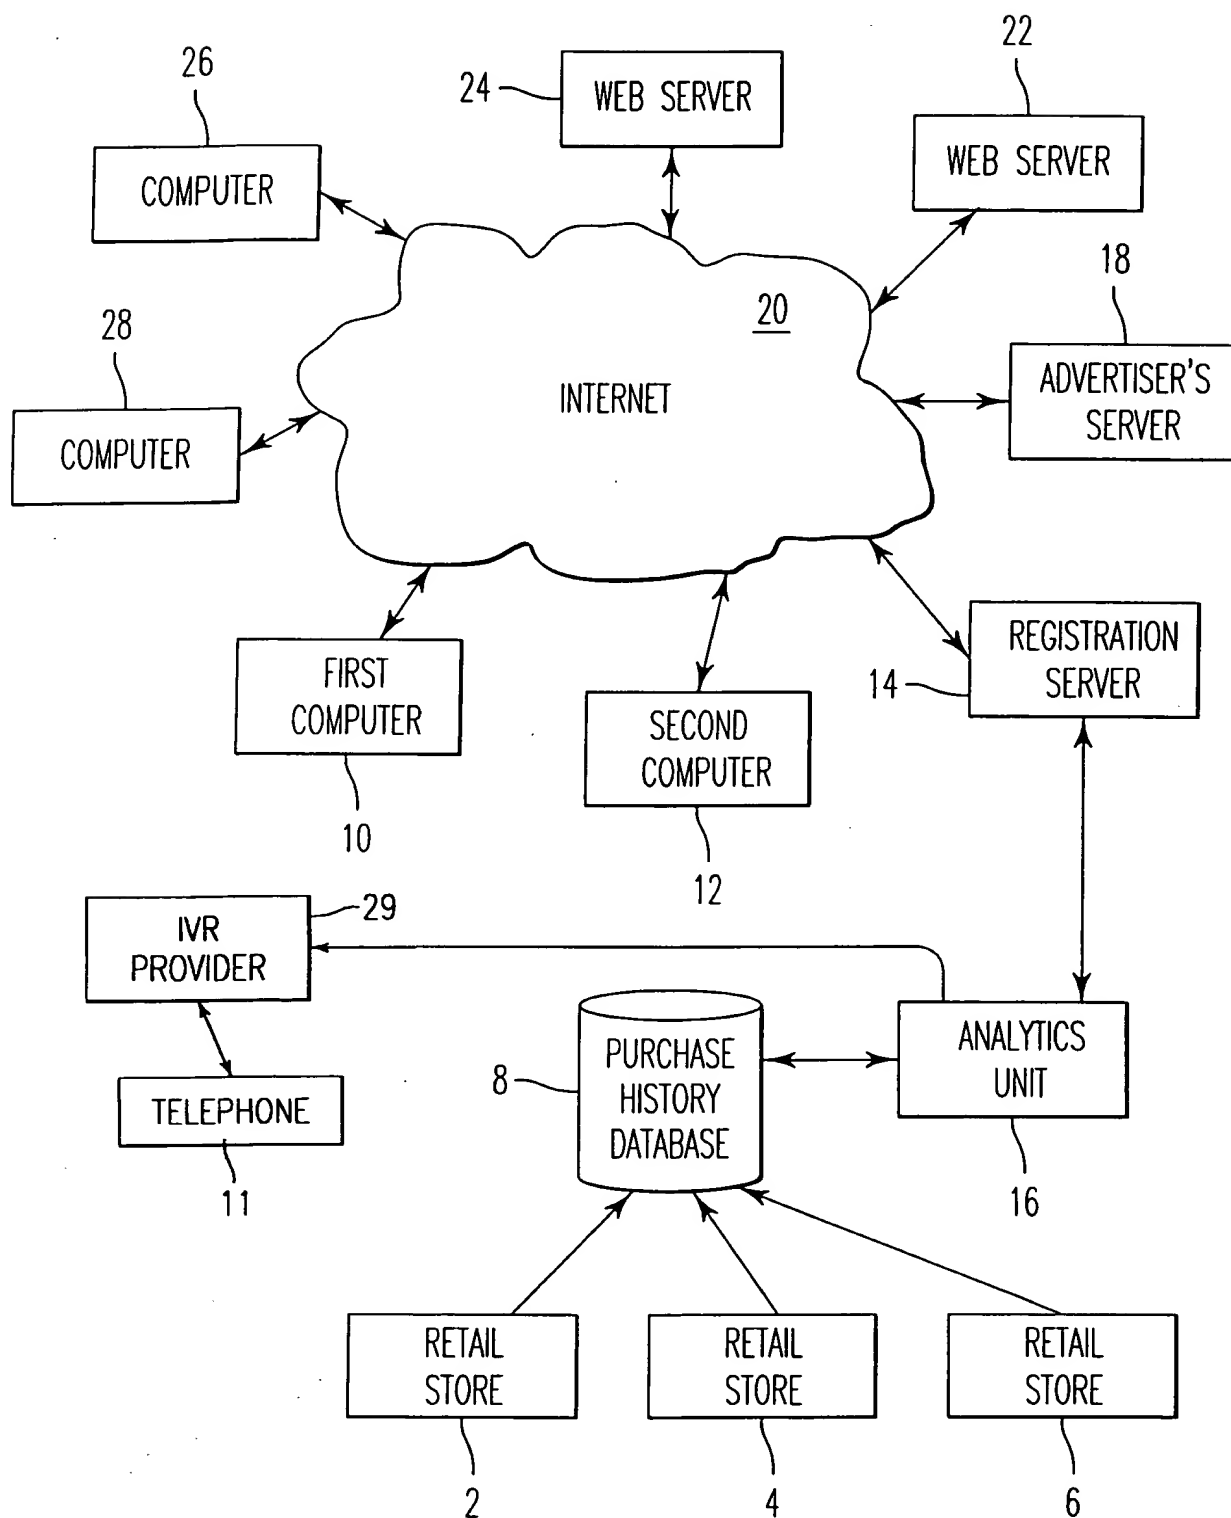 26
24
22
WEB SERVER
WEB SERVER
COMPUTER
18
20
28
INTERNET
ADVERTISER'S
SERVER
COMPUTER
REGISTRATION
SERVER
14
FIRST
COMPUTER
SECOND
COMPUTER
10
12
29
IVR
PROVIDER
ANALYTICS
UNIT
PURCHASE
HISTORY
DATABASE
8
TELEPHONE
11
16
RETAIL
STORE
RETAIL
STORE
RETAIL
STORE
2
4
6